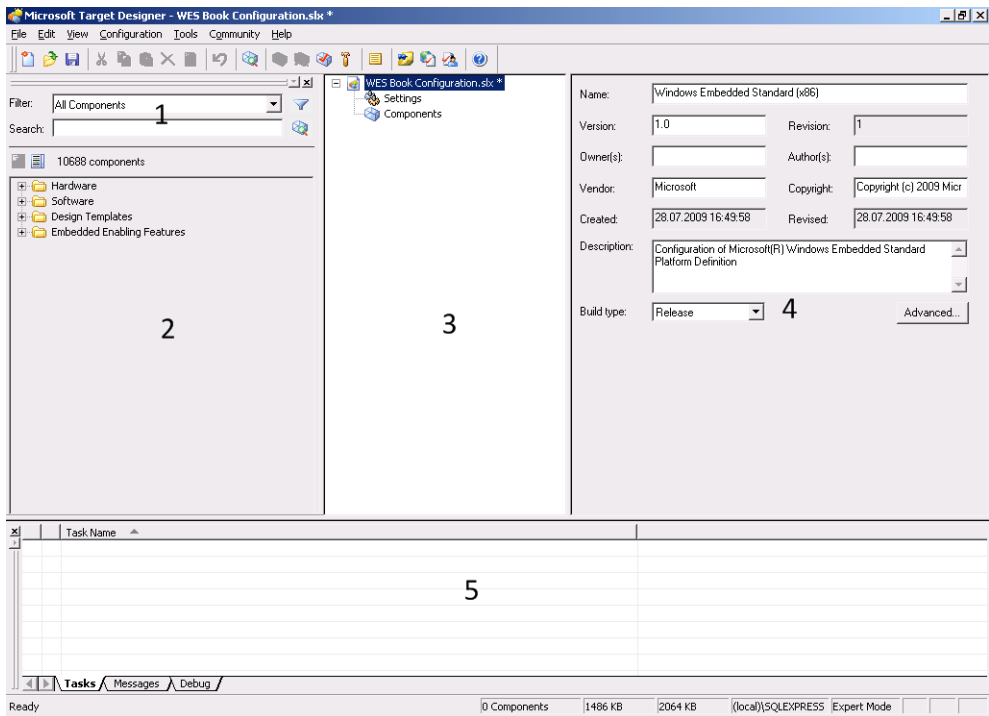 Microsoft Target Designer - WES Book Configuration.slx *
File Edit View Configuration Tools Community Help
Filter: All Components
1
Search:
10688 components
Hardware
Software
Design Templates
Embedded Enabling Features
2
WES Book Configuration.slx *
Settings
Components
3
Name: Windows Embedded Standard (x86)
Version: 1.0 Revision: 1
Owner(s): Author(s):
Vendor: Microsoft Copyright: Copyright (c) 2009 Micr
Created: 28.07.2009 16:49:58 Revised: 28.07.2009 16:49:58
Description: Configuration of Microsoft(R) Windows Embedded Standard
Platform Definition
Build type: Release 4 Advanced...
Task Name
5
Tasks Messages Debug
Ready 0 Components 1486 KB 2064 KB (local)\SQLEXPRESS Expert Mode